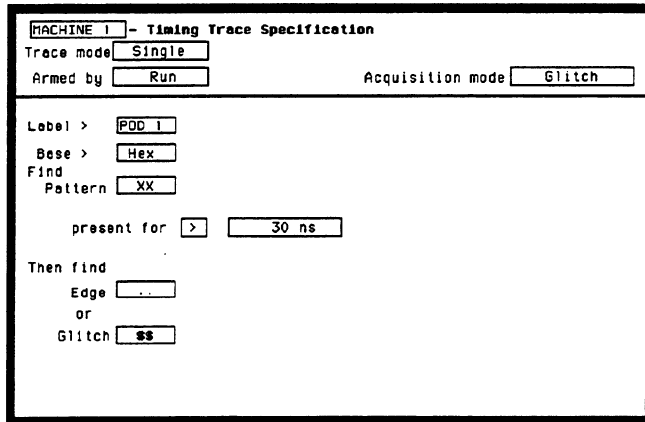 MACHINE 1 - Timing Trace Specification
Trace mode Single
Armed by Run Acquisition mode Glitch
Label > POD 1
Base > Hex
Find
Pattern XX
present for > 30 ns
Then find
Edge ..
or
Glitch $$